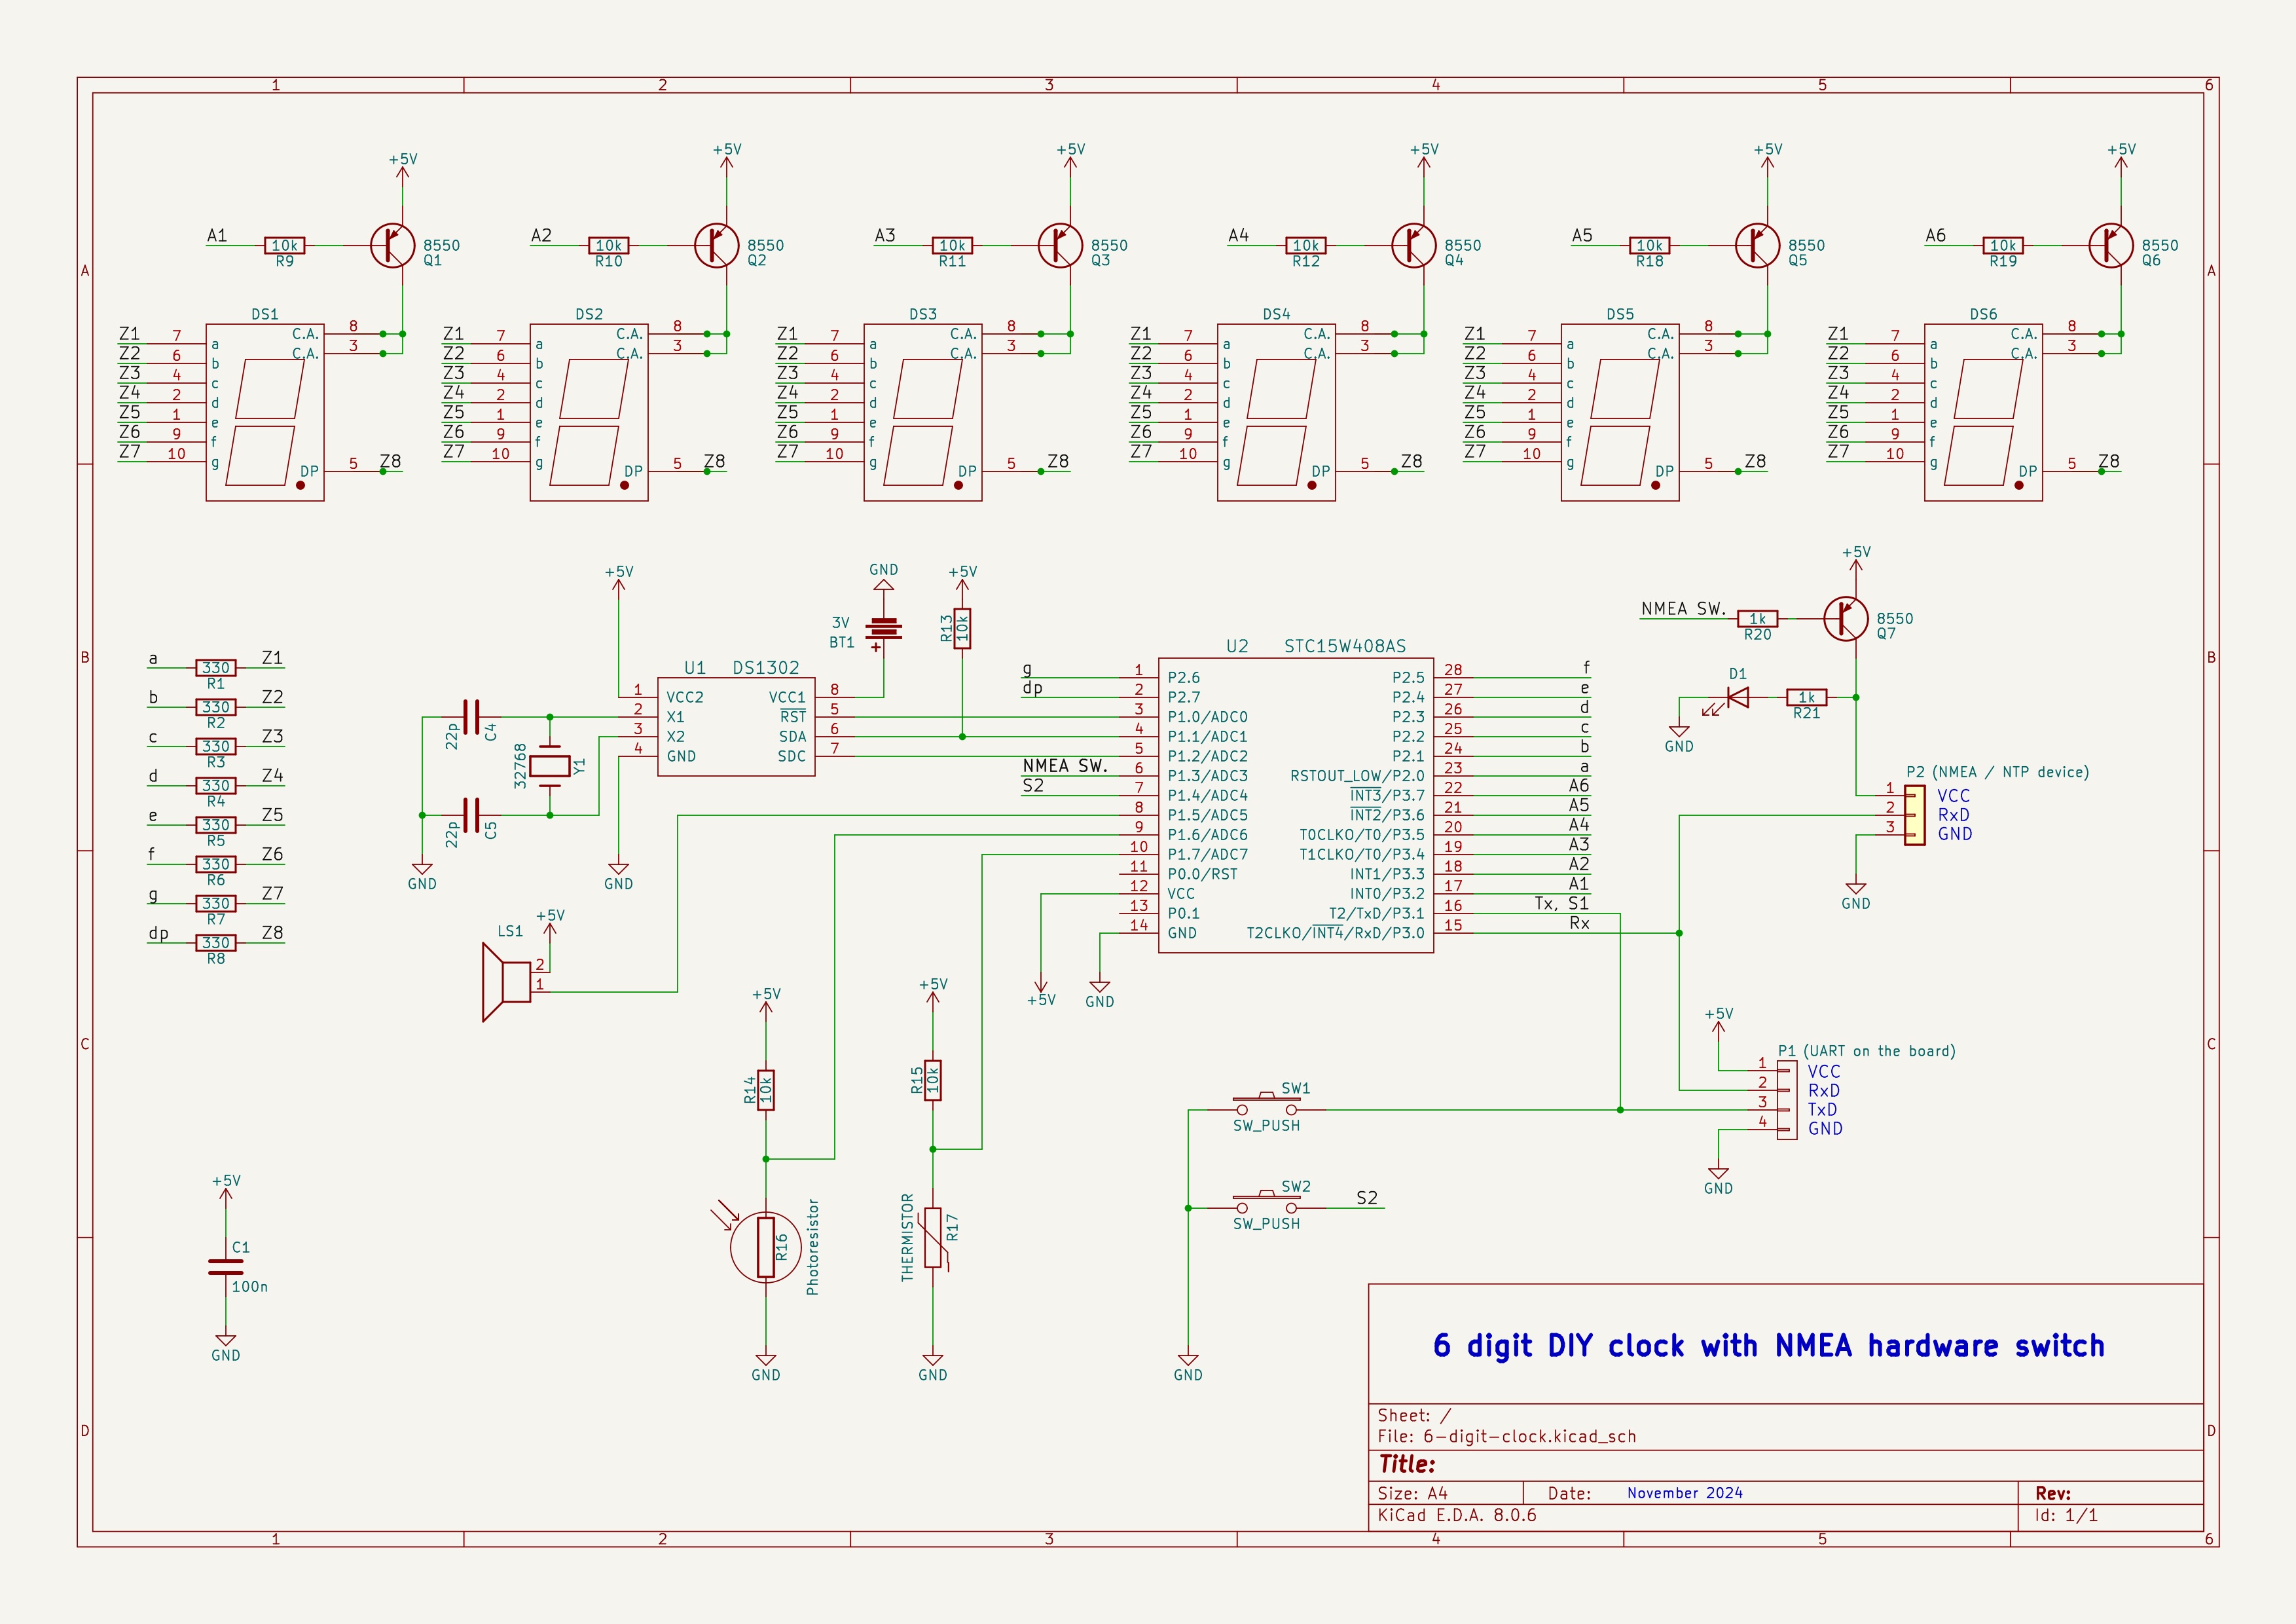 1 2 3 4 5 6
A
A
B
B
C
C
D
D
+5V
A1
10k
R9
8550
Q1
+5V
A2
10k
R10
8550
Q2
+5V
A3
10k
R11
8550
Q3
+5V
A4
10k
R12
8550
Q4
+5V
A5
10k
R18
8550
Q5
+5V
A6
10k
R19
8550
Q6
DS1
Z1 7 a C.A. 8
Z2 6 b C.A. 3
Z3 4 c
Z4 2 d
Z5 1 e
Z6 9 f
Z7 10 g DP 5 Z8
DS2
Z1 7 a C.A. 8
Z2 6 b C.A. 3
Z3 4 c
Z4 2 d
Z5 1 e
Z6 9 f
Z7 10 g DP 5 Z8
DS3
Z1 7 a C.A. 8
Z2 6 b C.A. 3
Z3 4 c
Z4 2 d
Z5 1 e
Z6 9 f
Z7 10 g DP 5 Z8
DS4
Z1 7 a C.A. 8
Z2 6 b C.A. 3
Z3 4 c
Z4 2 d
Z5 1 e
Z6 9 f
Z7 10 g DP 5 Z8
DS5
Z1 7 a C.A. 8
Z2 6 b C.A. 3
Z3 4 c
Z4 2 d
Z5 1 e
Z6 9 f
Z7 10 g DP 5 Z8
DS6
Z1 7 a C.A. 8
Z2 6 b C.A. 3
Z3 4 c
Z4 2 d
Z5 1 e
Z6 9 f
Z7 10 g DP 5 Z8
a 330 Z1
R1
b 330 Z2
R2
c 330 Z3
R3
d 330 Z4
R4
e 330 Z5
R5
f 330 Z6
R6
g 330 Z7
R7
dp 330 Z8
R8
+5V
U1 DS1302
1 VCC2 VCC1 8
2 X1 RST 5
3 X2 SDA 6
4 GND SDC 7
GND
22p
C4
32768
Y1
22p
C5
GND
GND
3V
BT1
+
+5V
R13
10k
U2 STC15W408AS
g 1 P2.6 P2.5 28 f
dp 2 P2.7 P2.4 27 e
3 P1.0/ADC0 P2.3 26 d
4 P1.1/ADC1 P2.2 25 c
5 P1.2/ADC2 P2.1 24 b
NMEA SW. 6 P1.3/ADC3 RSTOUT_LOW/P2.0 23 a
S2 7 P1.4/ADC4 INT3/P3.7 22 A6
8 P1.5/ADC5 INT2/P3.6 21 A5
9 P1.6/ADC6 T0CLKO/T0/P3.5 20 A4
10 P1.7/ADC7 T1CLKO/T0/P3.4 19 A3
11 P0.0/RST INT1/P3.3 18 A2
12 VCC INT0/P3.2 17 A1
13 P0.1 T2/TxD/P3.1 16 Tx, S1
14 GND T2CLKO/INT4/RxD/P3.0 15 Rx
+5V
GND
+5V
NMEA SW.
1k
R20
8550
Q7
D1
1k
R21
GND
P2 (NMEA / NTP device)
1 VCC
2 RxD
3 GND
GND
LS1
+5V
2
1
+5V
R14
10k
R16
Photoresistor
GND
+5V
R15
10k
THERMISTOR
R17
GND
+5V
P1 (UART on the board)
1 VCC
2 RxD
3 TxD
4 GND
GND
SW1
SW_PUSH
SW2
SW_PUSH
S2
GND
+5V
C1
100n
GND
6 digit DIY clock with NMEA hardware switch
Sheet: /
File: 6-digit-clock.kicad_sch
Title:
Size: A4 Date: November 2024 Rev:
KiCad E.D.A. 8.0.6 Id: 1/1
1 2 3 4 5 6